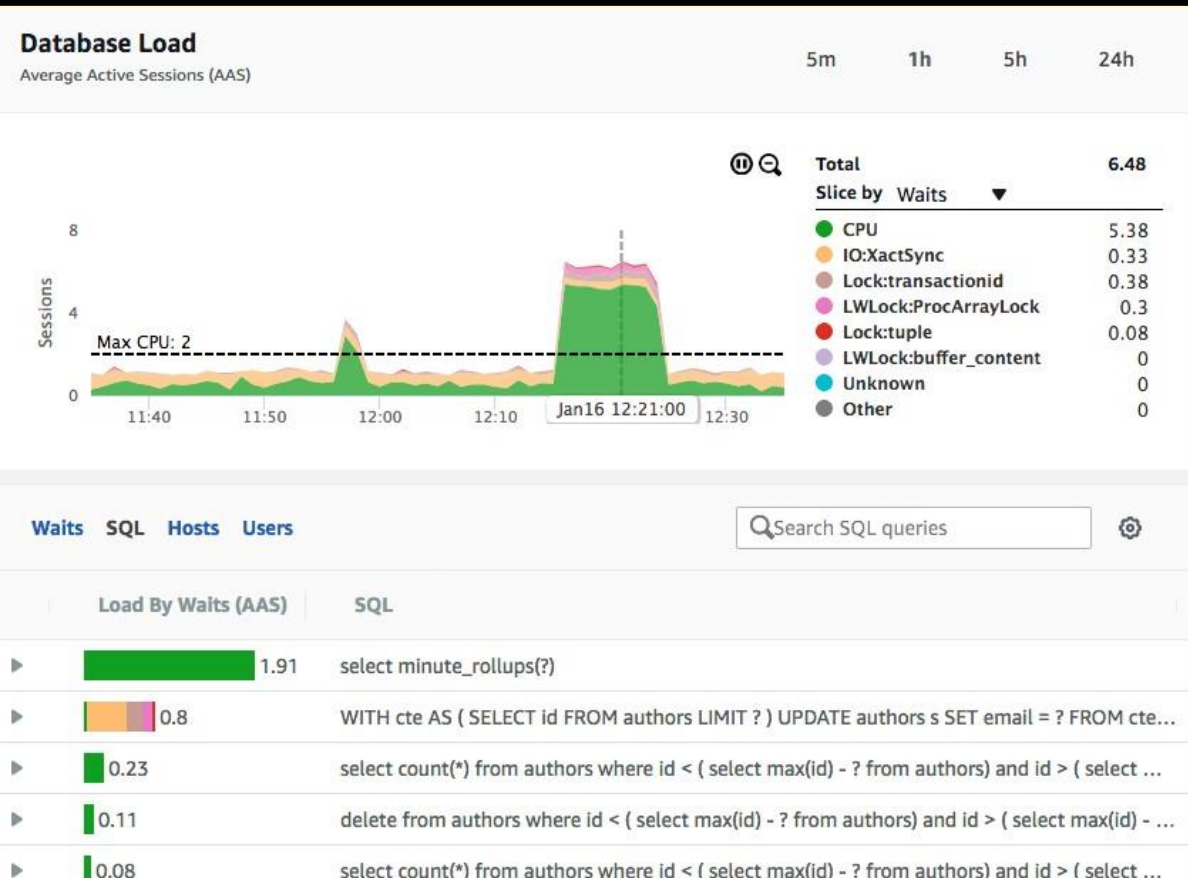 Database Load
Average Active Sessions (AAS)
5m 1h 5h 24h
Total 6.48
Slice by Waits
CPU 5.38
IO:XactSync 0.33
Lock:transactionid 0.38
LWLock:ProcArrayLock 0.3
Lock:tuple 0.08
LWLock:buffer_content 0
Unknown 0
Other 0
Sessions
8
4
0
Max CPU: 2
11:40 11:50 12:00 12:10 Jan16 12:21:00 12:30
Waits SQL Hosts Users
Search SQL queries
Load By Waits (AAS) SQL
1.91 select minute_rollups(?)
0.8 WITH cte AS ( SELECT id FROM authors LIMIT ? ) UPDATE authors s SET email = ? FROM cte...
0.23 select count(*) from authors where id < ( select max(id) - ? from authors) and id > ( select ...
0.11 delete from authors where id < ( select max(id) - ? from authors) and id > ( select max(id) - ...
0.08 select count(*) from authors where id < ( select max(id) - ? from authors) and id > ( select ...